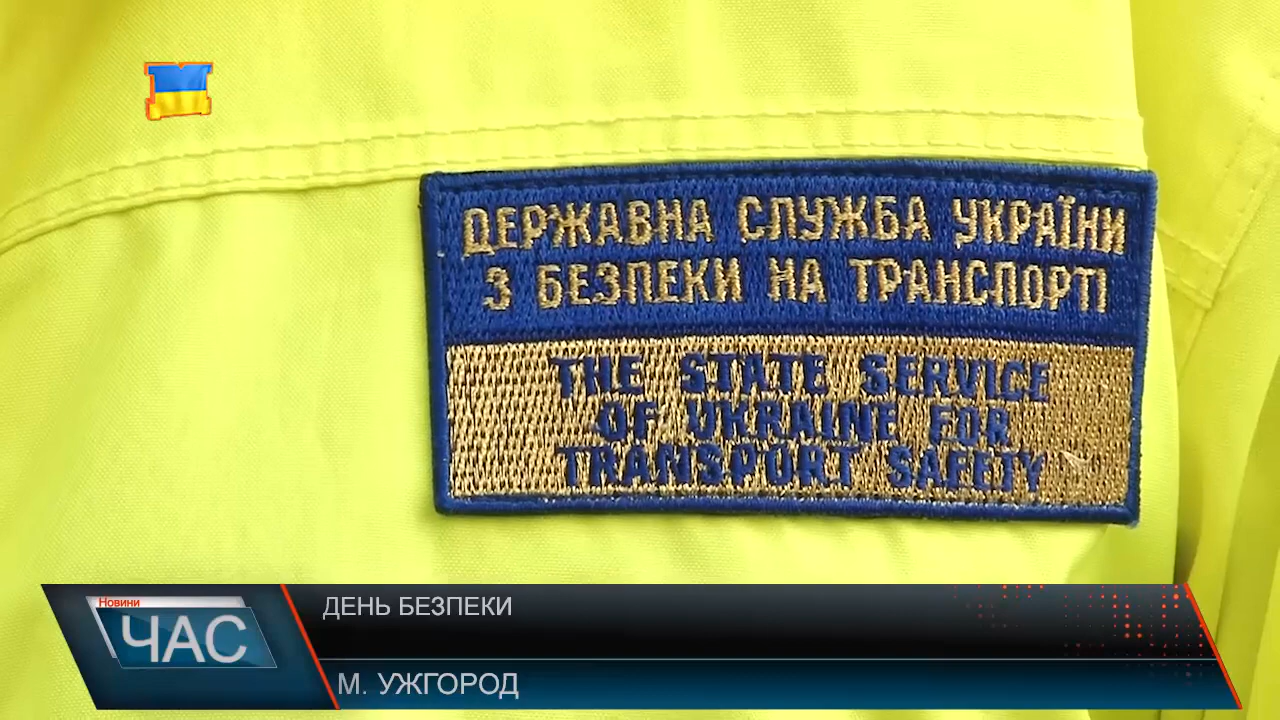 ДЕРЖАВНА СЛУЖБА УКРАЇНИ
З БЕЗПЕКИ НА ТРАНСПОРТІ
THE STATE SERVICE
OF UKRAINE FOR
TRANSPORT SAFETY
Новини
ЧАС
ДЕНЬ БЕЗПЕКИ
М. УЖГОРОД